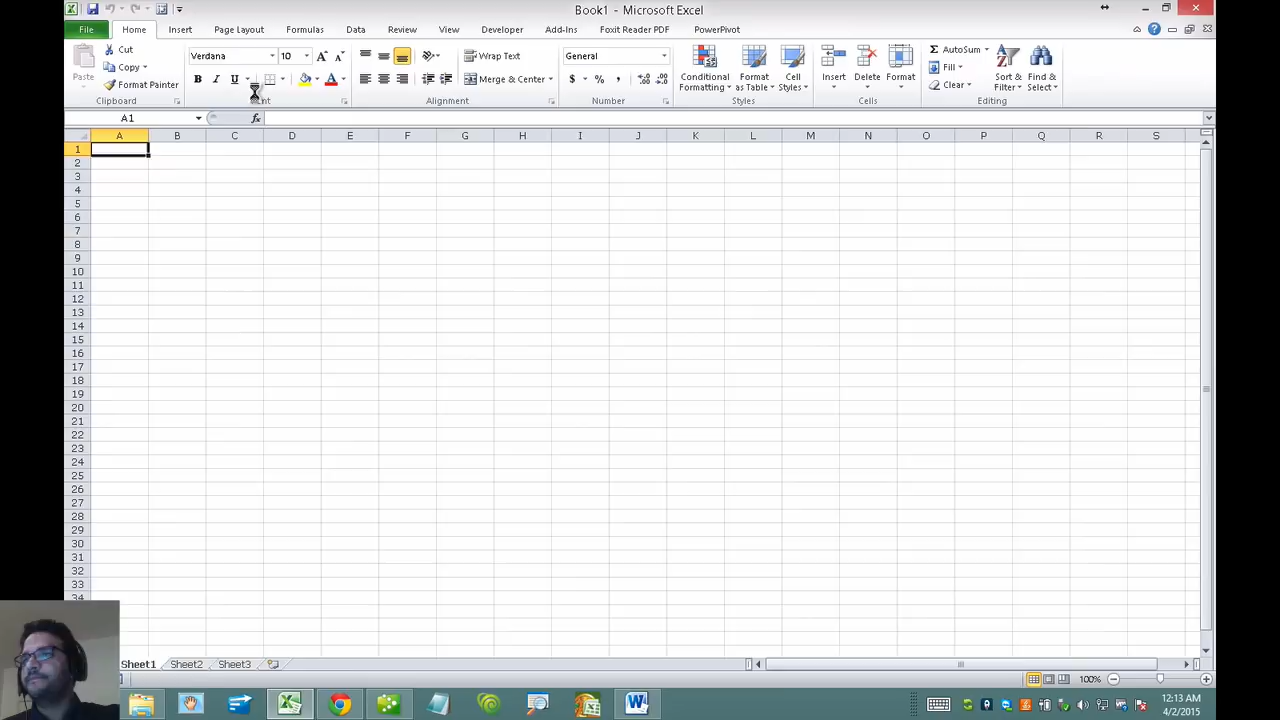 Book1 - Microsoft Excel
File Home Insert Page Layout Formulas Data Review View Developer Add-Ins Foxit Reader PDF PowerPivot
Paste
Cut
Copy
Format Painter
Clipboard
Verdana 10
B I U A
Wrap Text
Merge & Center
Alignment
General
$ % ,
Number
Conditional Formatting
Format as Table
Cell Styles
Styles
Insert
Delete
Format
Cells
AutoSum
Fill
Clear
Sort & Filter
Find & Select
Editing
A1 fx
A B C D E F G H I J K L M N O P Q R S
1
2
3
4
5
6
7
8
9
10
11
12
13
14
15
16
17
18
19
20
21
22
23
24
25
26
27
28
29
30
31
32
33
34
Sheet1 Sheet2 Sheet3
100%
12:13 AM
4/2/2015